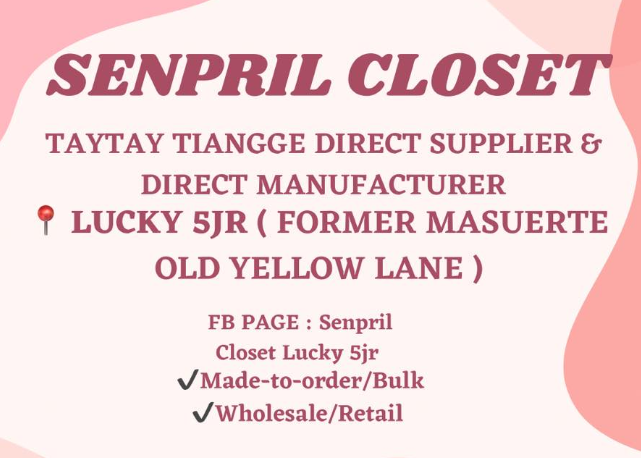 SENPRIL CLOSET
TAYTAY TIANGGE DIRECT SUPPLIER &
DIRECT MANUFACTURER
📍 LUCKY 5JR ( FORMER MASUERTE
OLD YELLOW LANE )
FB PAGE : Senpril
Closet Lucky 5jr
✔Made-to-order/Bulk
✔Wholesale/Retail